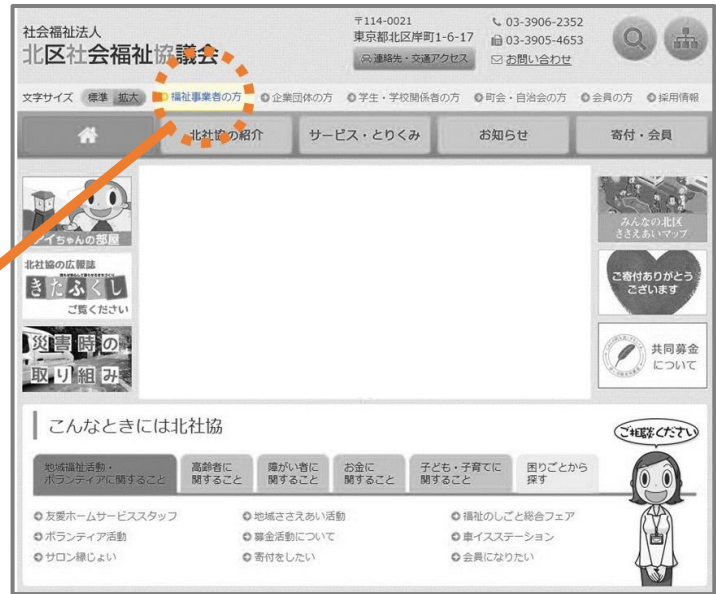 社会福祉法人
北区社会福祉協議会
〒114-0021
東京都北区岸町1-6-17
連絡先・交通アクセス
03-3906-2352
03-3905-4653
お問い合わせ
文字サイズ 標準 拡大 福祉事業者の方 企業団体の方 学生・学校関係者の方 町会・自治会の方 会員の方 採用情報
北社協の紹介 サービス・とりくみ お知らせ 寄付・会員
アイちゃんの部屋
北社協の広報誌
きたふくし
ご覧ください
災害時の
取り組み
みんなの北区
ささえあいマップ
ご寄付ありがとう
ございます
共同募金
について
こんなときには北社協
ご相談ください
地域福祉活動・
ボランティアに関すること
高齢者に
関すること
障がい者に
関すること
お金に
関すること
子ども・子育てに
関すること
困りごとから
探す
友愛ホームサービススタッフ 地域ささえあい活動 福祉のしごと総合フェア
ボランティア活動 募金活動について 車イスステーション
サロン縁じょい 寄付をしたい 会員になりたい